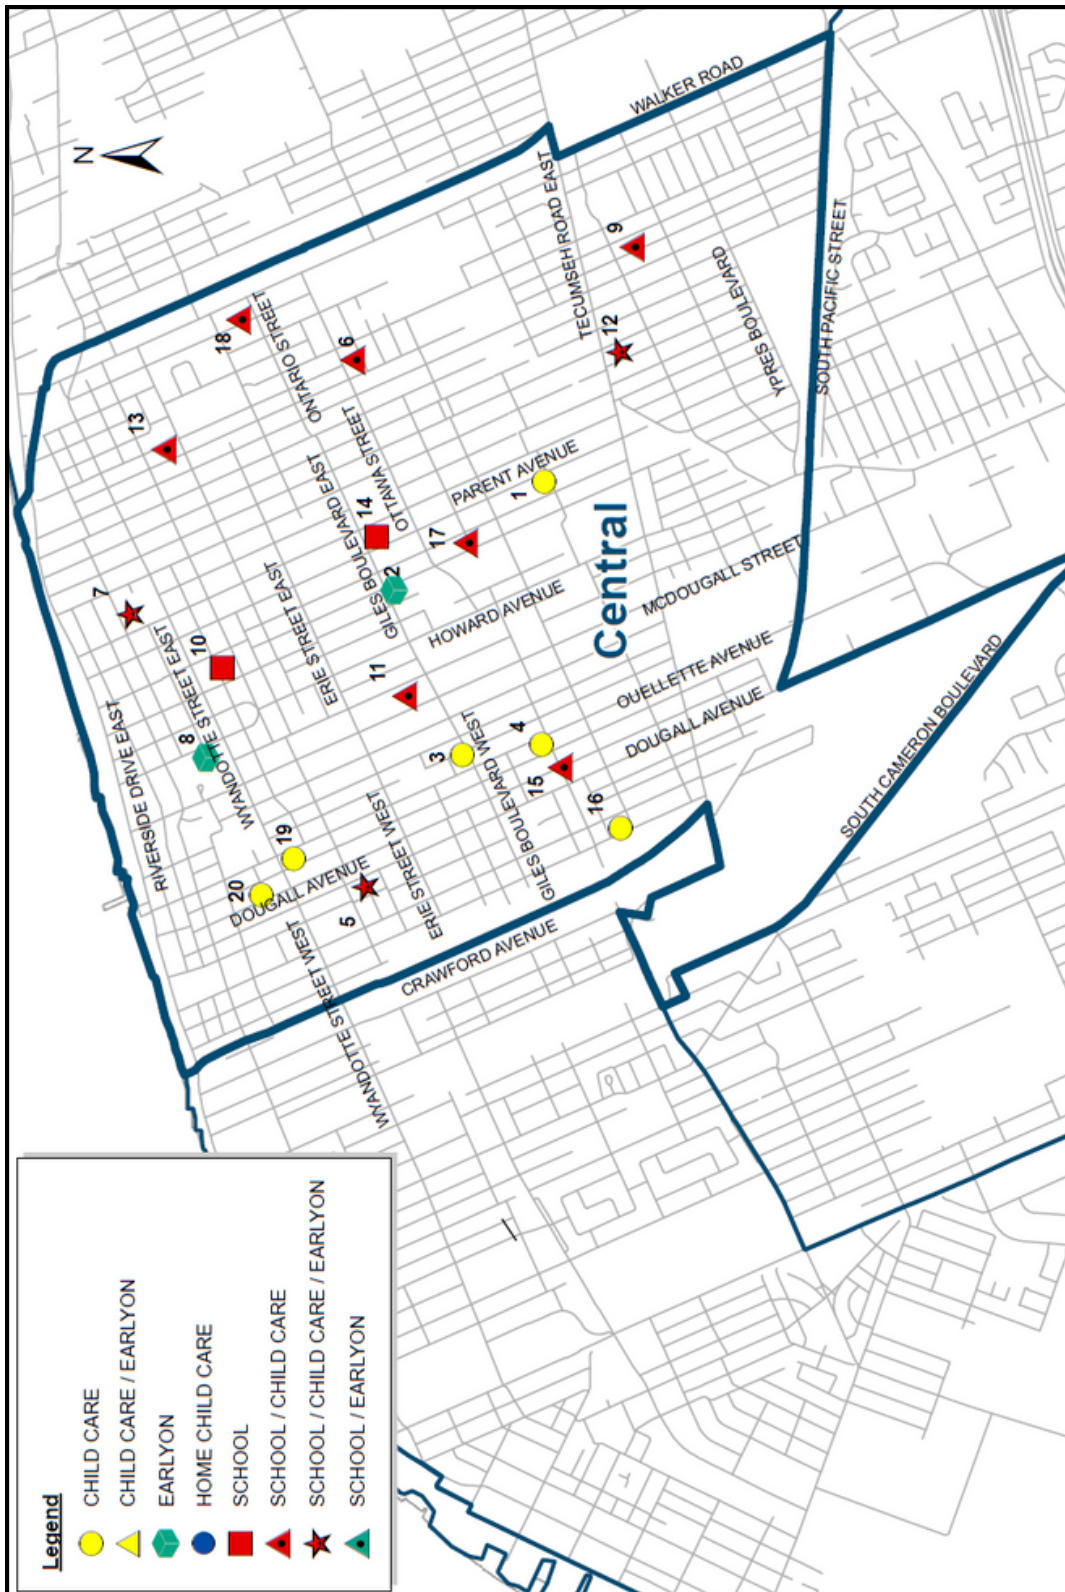 N
WALKER ROAD
TECUMSEH ROAD EAST
9
12
YPRES BOULEVARD
SOUTH PACIFIC STREET
18
ONTARIO STREET
6
13
OTTAWA STREET
PARENT AVENUE
1
14
17
GILES BOULEVARD EAST
2
HOWARD AVENUE
Central
MCDOUGALL STREET
7
ERIE STREET EAST
10
11
WYANDOTTE STREET EAST
8
RIVERSIDE DRIVE EAST
OUELLETTE AVENUE
DOUGALL AVENUE
3
4
15
16
GILES BOULEVARD WEST
SOUTH CAMERON BOULEVARD
19
20
DOUGALL AVENUE
5
ERIE STREET WEST
CRAWFORD AVENUE
WYANDOTTE STREET WEST
Legend
CHILD CARE
CHILD CARE / EARLYON
EARLYON
HOME CHILD CARE
SCHOOL
SCHOOL / CHILD CARE
SCHOOL / CHILD CARE / EARLYON
SCHOOL / EARLYON